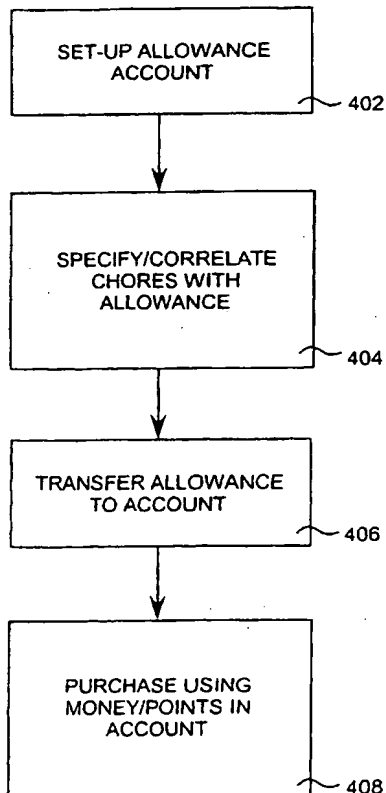 SET-UP ALLOWANCE
ACCOUNT
402
SPECIFY/CORRELATE
CHORES WITH
ALLOWANCE
404
TRANSFER ALLOWANCE
TO ACCOUNT
406
PURCHASE USING
MONEY/POINTS IN
ACCOUNT
408